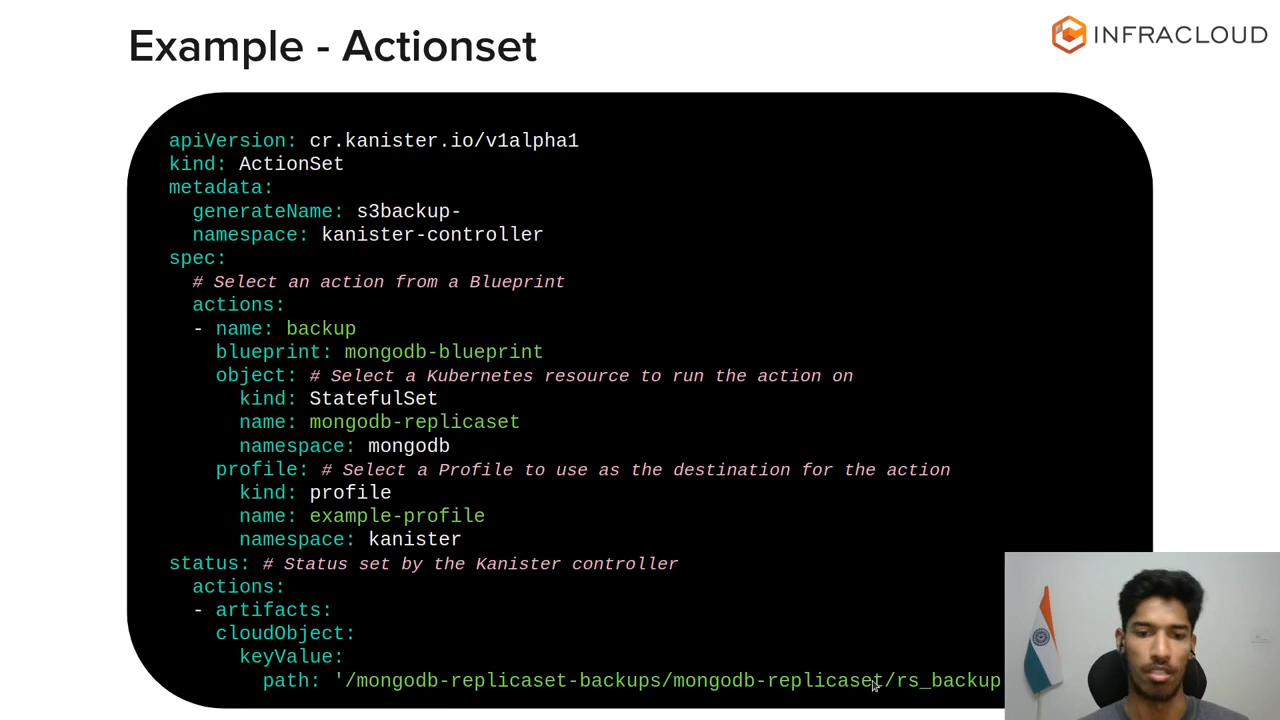 Example - Actionset
INFRACLOUD
apiVersion: cr.kanister.io/v1alpha1
kind: ActionSet
metadata:
  generateName: s3backup-
  namespace: kanister-controller
spec:
  # Select an action from a Blueprint
  actions:
  - name: backup
    blueprint: mongodb-blueprint
    object: # Select a Kubernetes resource to run the action on
      kind: StatefulSet
      name: mongodb-replicaset
      namespace: mongodb
    profile: # Select a Profile to use as the destination for the action
      kind: profile
      name: example-profile
      namespace: kanister
status: # Status set by the Kanister controller
  actions:
  - artifacts:
    cloudObject:
      keyValue:
        path: '/mongodb-replicaset-backups/mongodb-replicaset/rs_backup